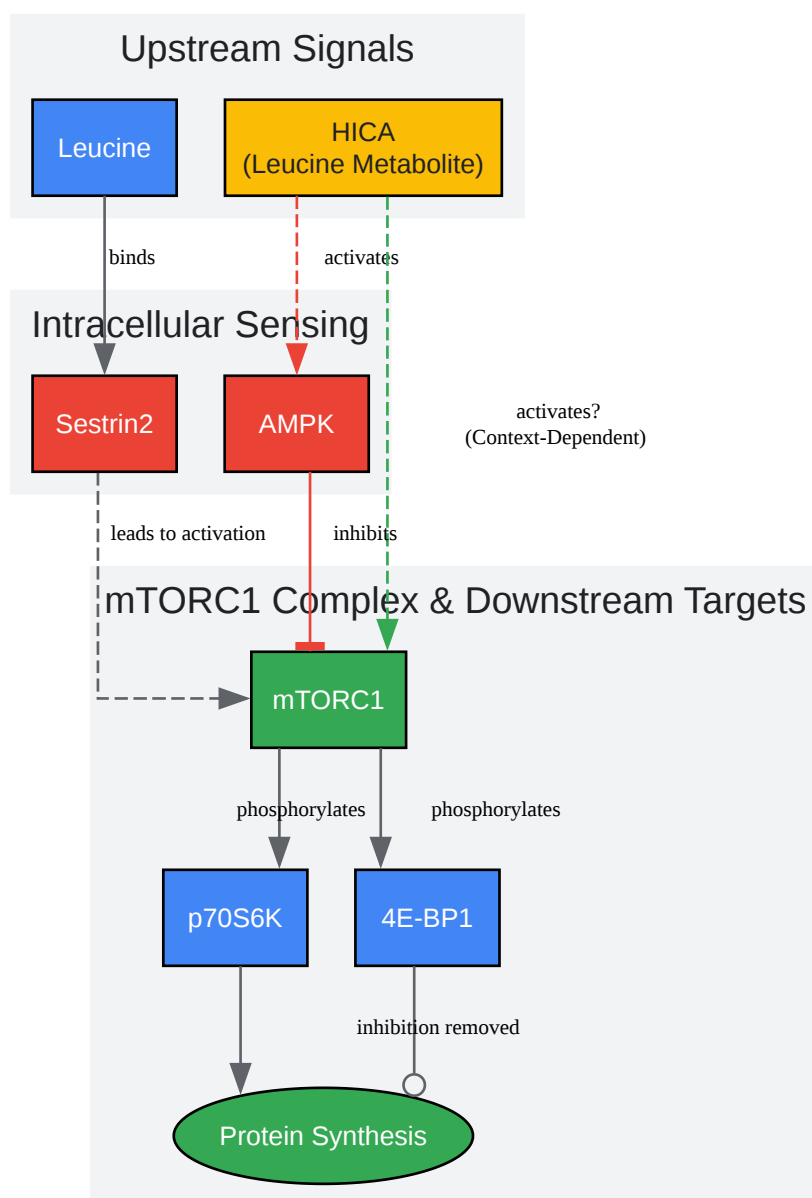 Upstream Signals
Leucine
HICA
(Leucine Metabolite)
binds
activates
Intracellular Sensing
Sestrin2
AMPK
activates?
(Context-Dependent)
leads to activation
inhibits
mTORC1 Complex & Downstream Targets
mTORC1
phosphorylates
phosphorylates
p70S6K
4E-BP1
inhibition removed
Protein Synthesis